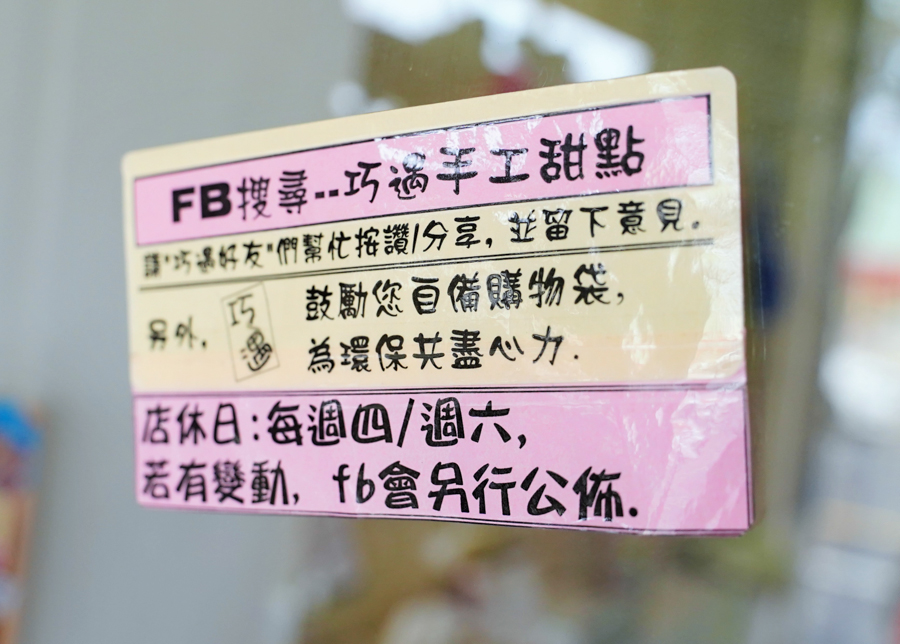 FB搜尋--巧遇手工甜點
請"巧遇好友"們幫忙按讚/分享, 並留下意見.
另外, 巧遇 鼓勵您自備購物袋,
為環保共盡心力.
店休日:每週四/週六,
若有變動, fb會另行公佈.